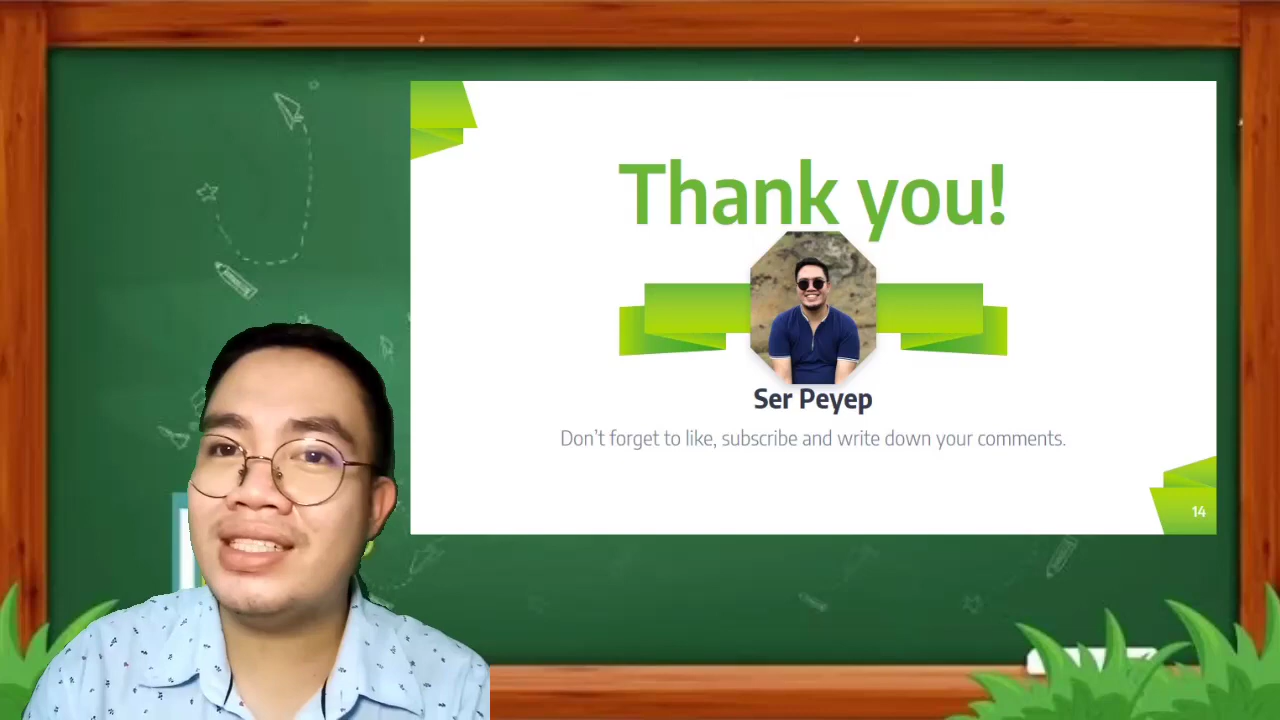 Thank you!
Ser Peyep
Don't forget to like, subscribe and write down your comments.
14